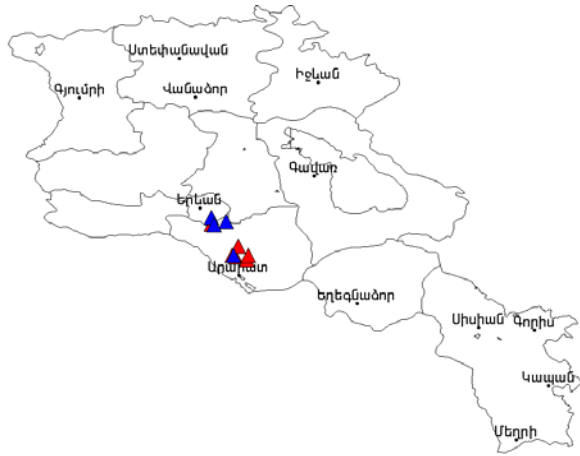 Ստեփանավան
Իջևան
Գյումրի
Վանաձոր
Գավառ
Երևան
Արարատ
Եղեգնաձոր
Սիսիան
Գորիս
Կապան
Մեղրի